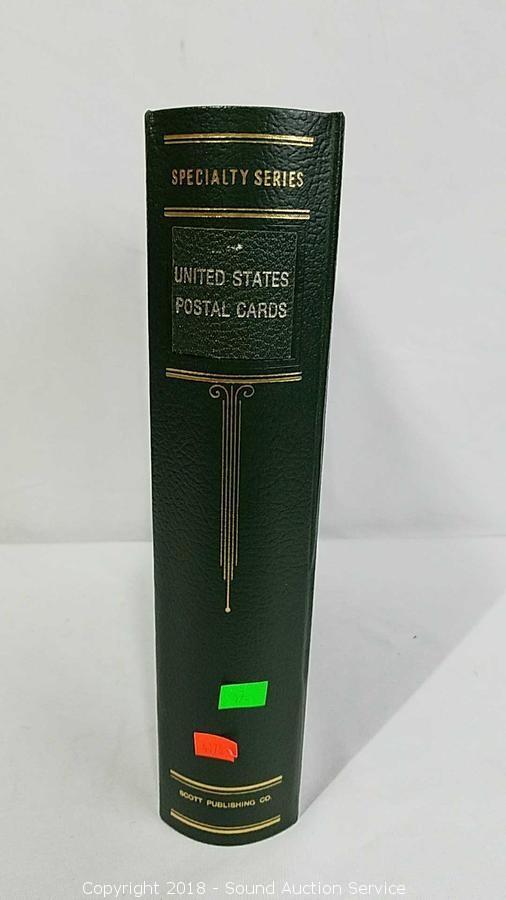 SPECIALTY SERIES
UNITED STATES
POSTAL CARDS
SCOTT PUBLISHING CO.
Copyright 2018 - Sound Auction Service